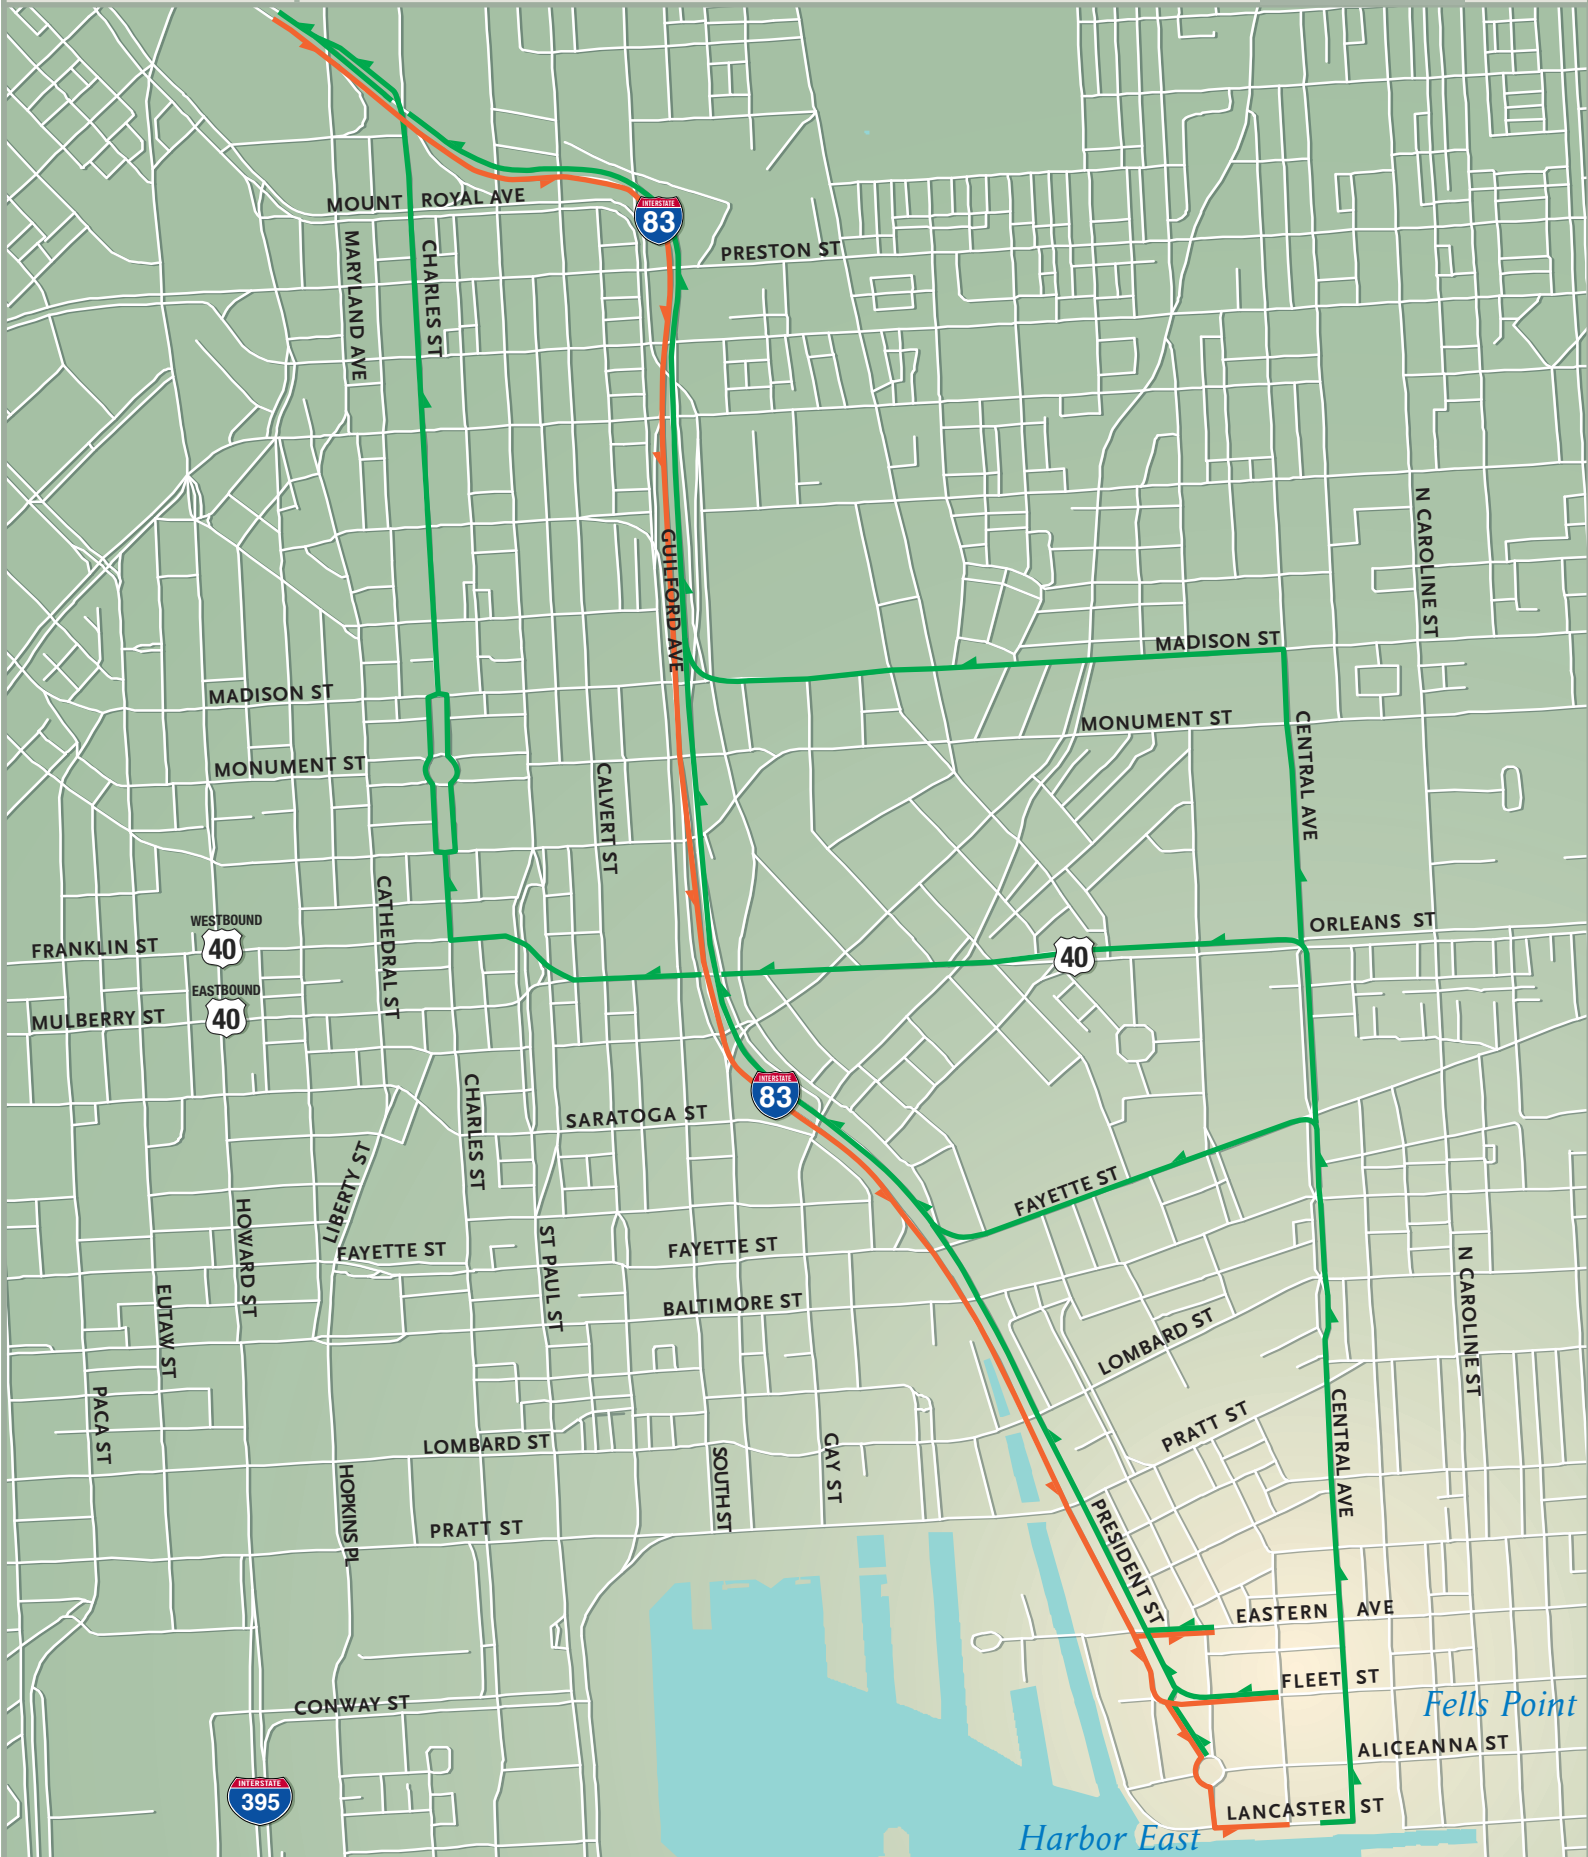 MOUNT ROYAL AVE
INTERSTATE
83
PRESTON ST
MARYLAND AVE
CHARLES ST
N CAROLINE ST
GUILFORD AVE
MADISON ST
MADISON ST
MONUMENT ST
CENTRAL AVE
MONUMENT ST
CALVERT ST
CATHEDRAL ST
WESTBOUND
40
FRANKLIN ST
ORLEANS ST
40
EASTBOUND
40
MULBERRY ST
INTERSTATE
83
CHARLES ST
SARATOGA ST
LIBERTY ST
FAYETTE ST
HOWARD ST
FAYETTE ST
ST PAUL ST
FAYETTE ST
N CAROLINE ST
EUTAW ST
BALTIMORE ST
LOMBARD ST
PACA ST
CENTRAL AVE
PRATT ST
LOMBARD ST
GAY ST
SOUTH ST
HOPKINS PL
PRATT ST
PRESIDENT ST
EASTERN AVE
FLEET ST
Fells Point
CONWAY ST
ALICEANNA ST
INTERSTATE
395
LANCASTER ST
Harbor East